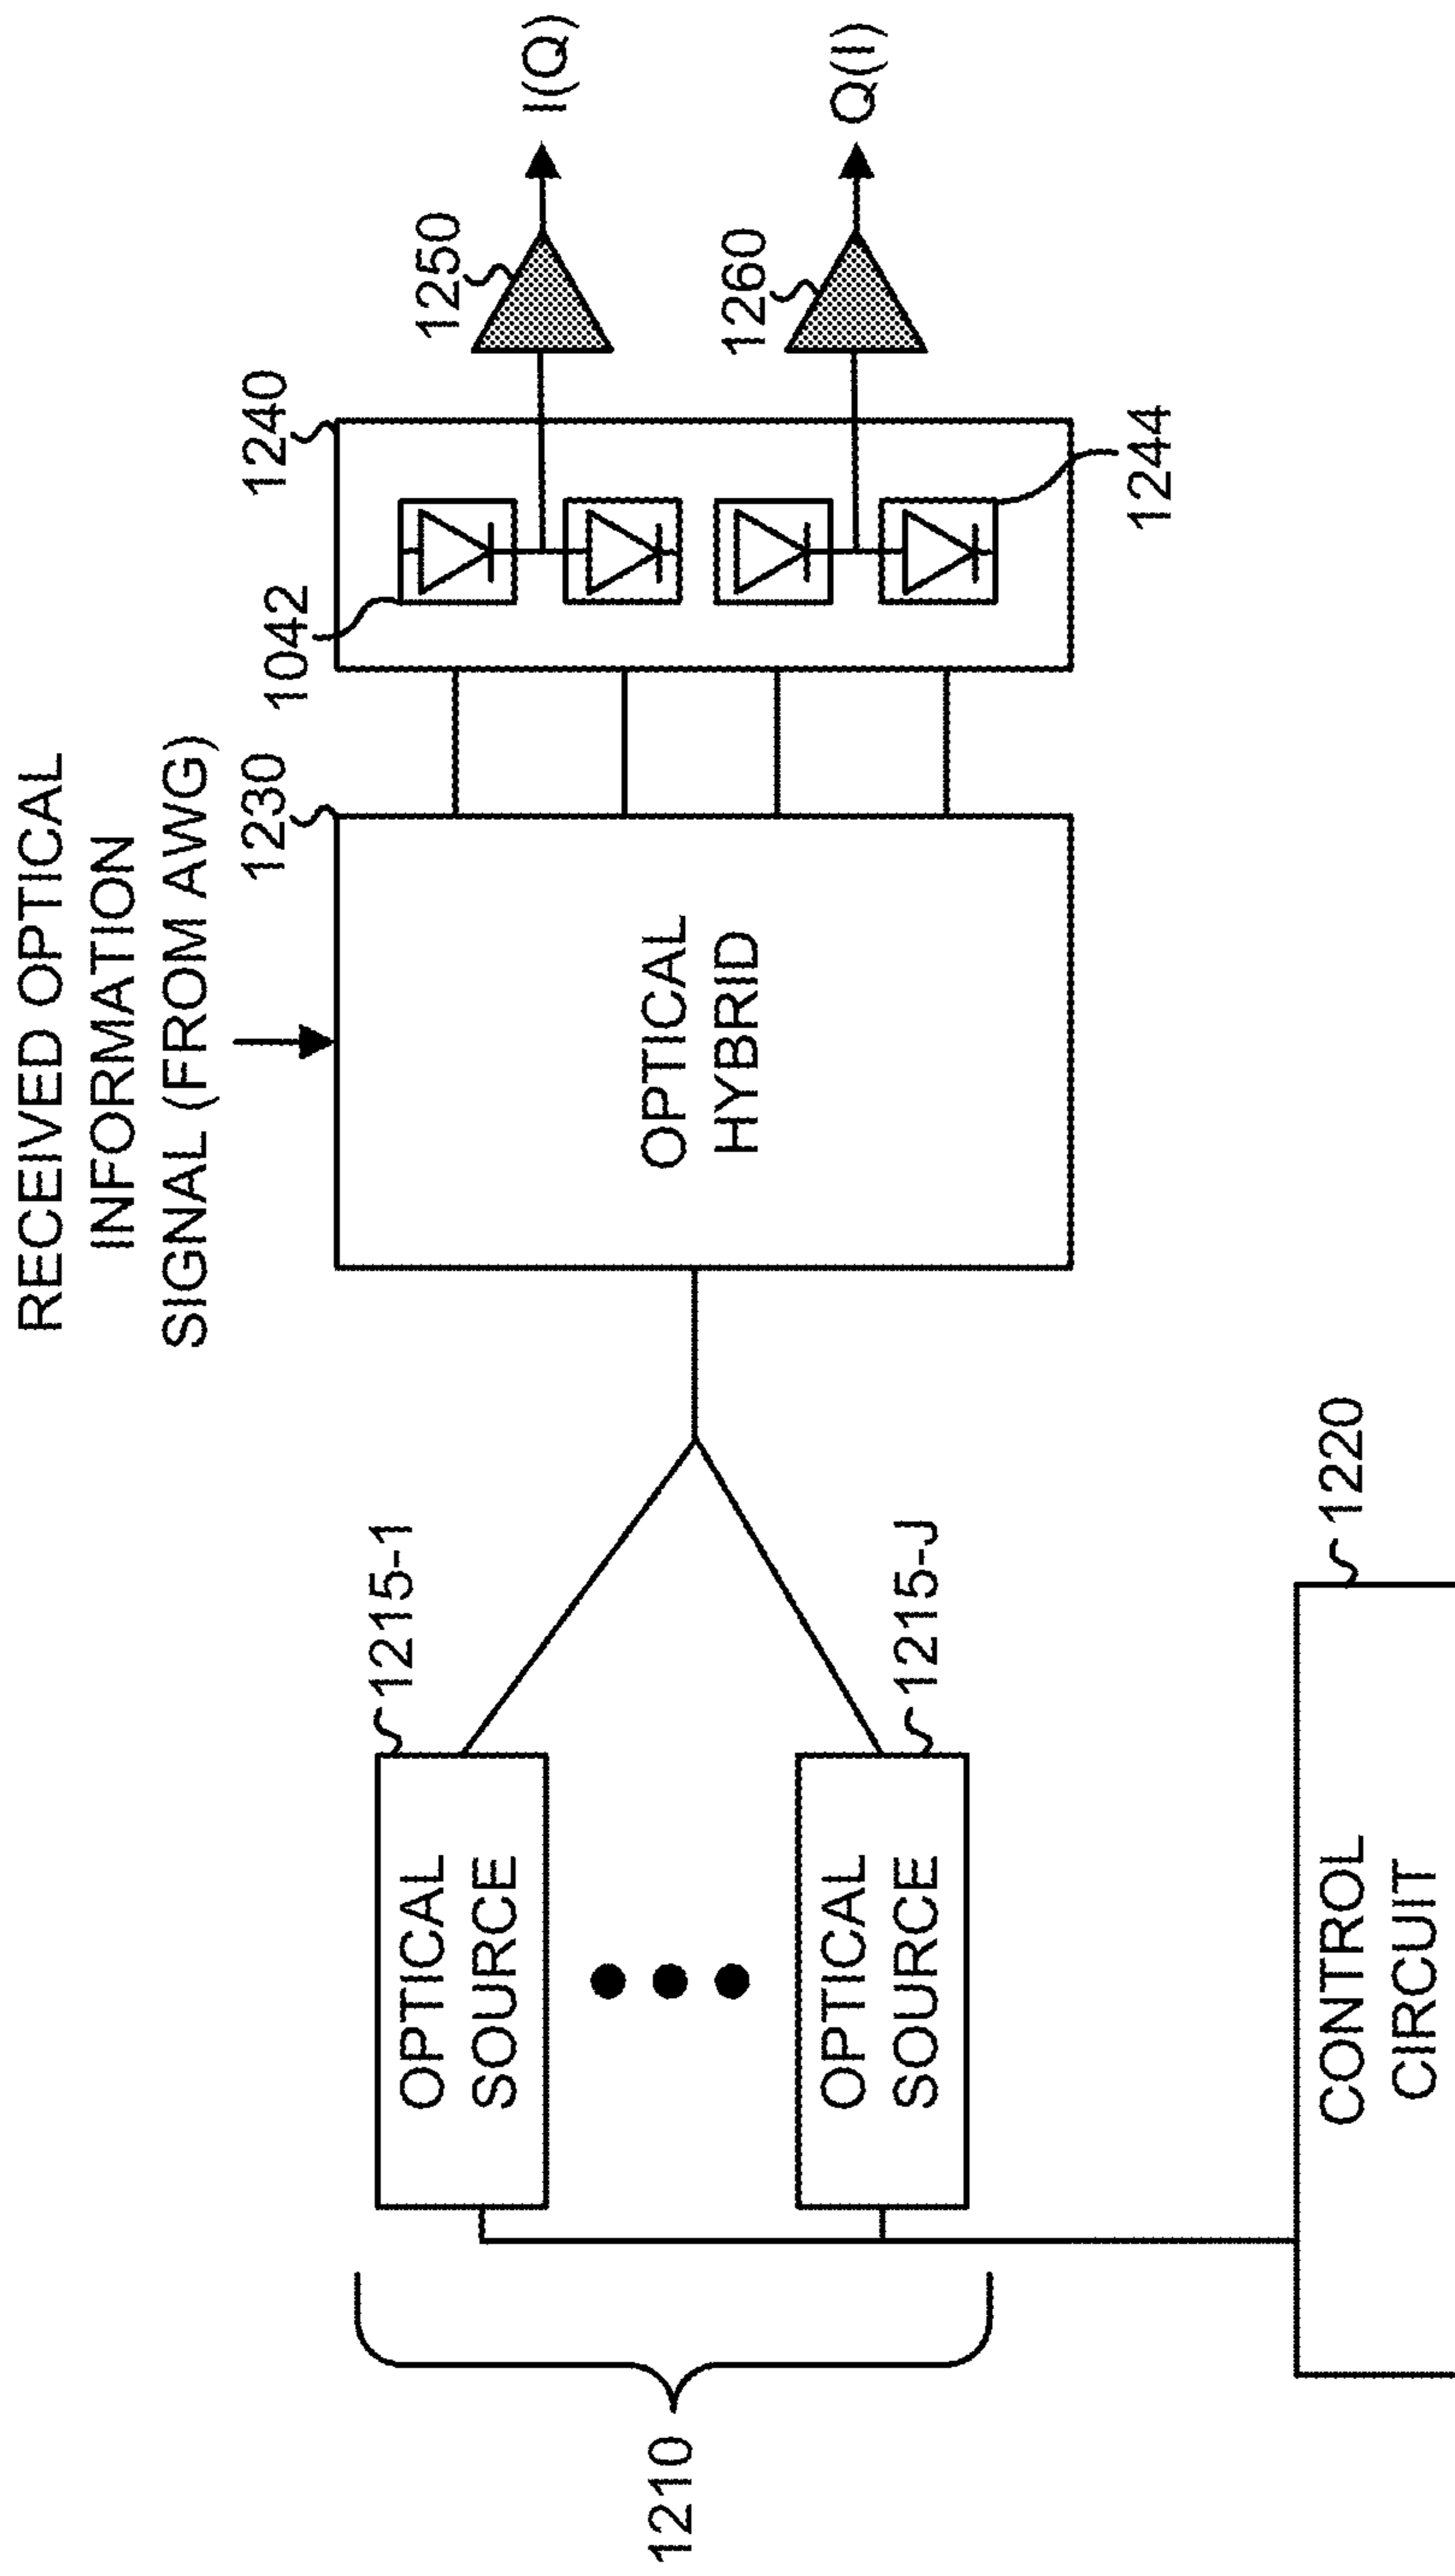 RECEIVED OPTICAL
INFORMATION
SIGNAL (FROM AWG)
1230
1240
1042
1244
1250
1260
I(Q)
Q(I)
OPTICAL
HYBRID
1215-1
OPTICAL
SOURCE
1215-J
OPTICAL
SOURCE
1210
1220
CONTROL
CIRCUIT